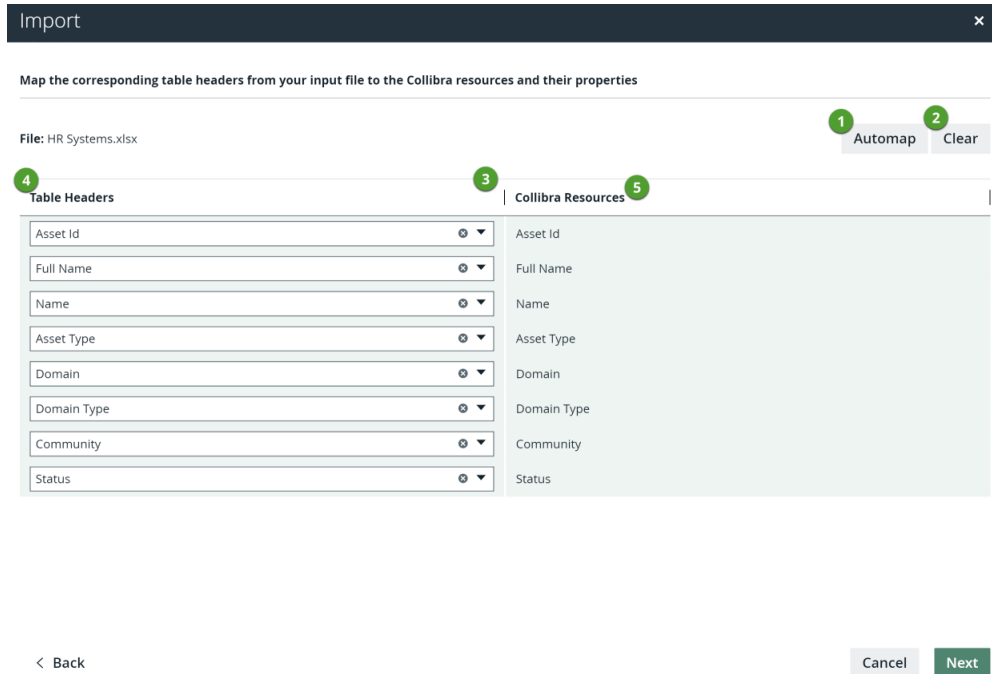 Import
Map the corresponding table headers from your input file to the Collibra resources and their properties
1 2
File: HR Systems.xlsx Automap Clear
4 3 5
Table Headers Collibra Resources
Asset Id Asset Id
Full Name Full Name
Name Name
Asset Type Asset Type
Domain Domain
Domain Type Domain Type
Community Community
Status Status
< Back Cancel Next